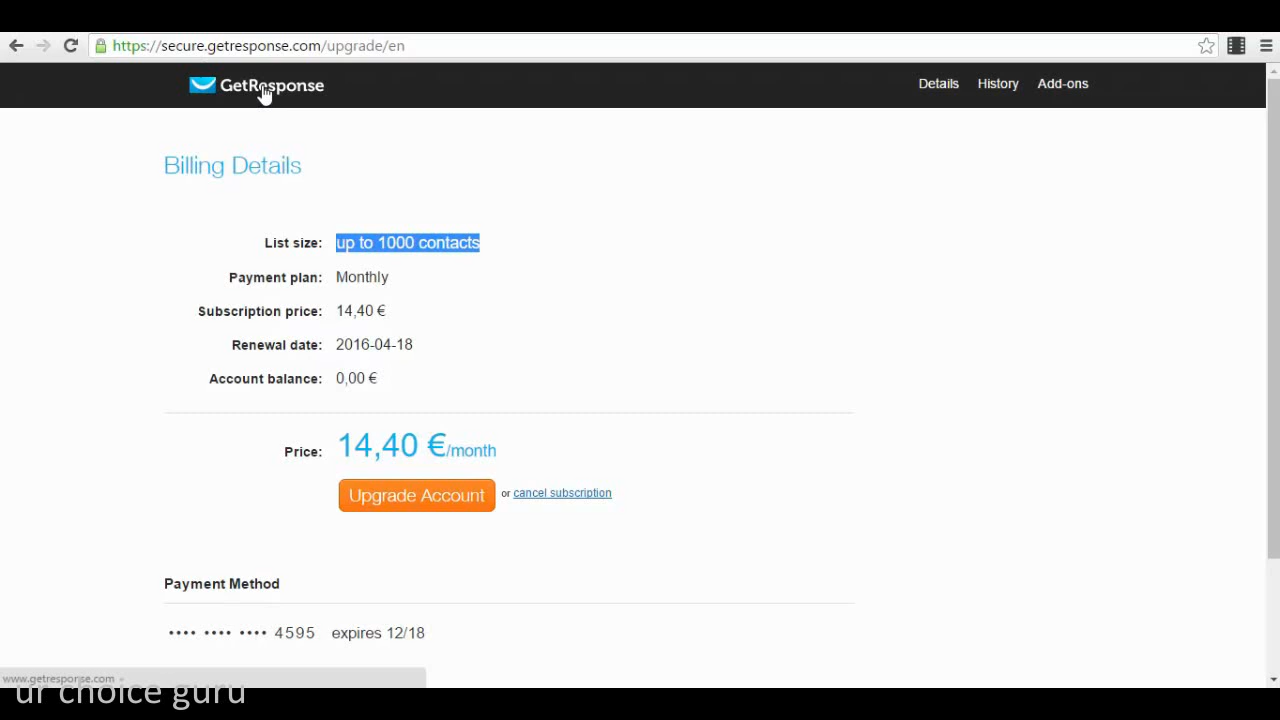 https://secure.getresponse.com/upgrade/en
GetResponse Details History Add-ons
Billing Details
List size: up to 1000 contacts
Payment plan: Monthly
Subscription price: 14,40 €
Renewal date: 2016-04-18
Account balance: 0,00 €
Price: 14,40 €/month
Upgrade Account or cancel subscription
Payment Method
•••• •••• •••• 4595 expires 12/18
www.getresponse.com
ur choice guru